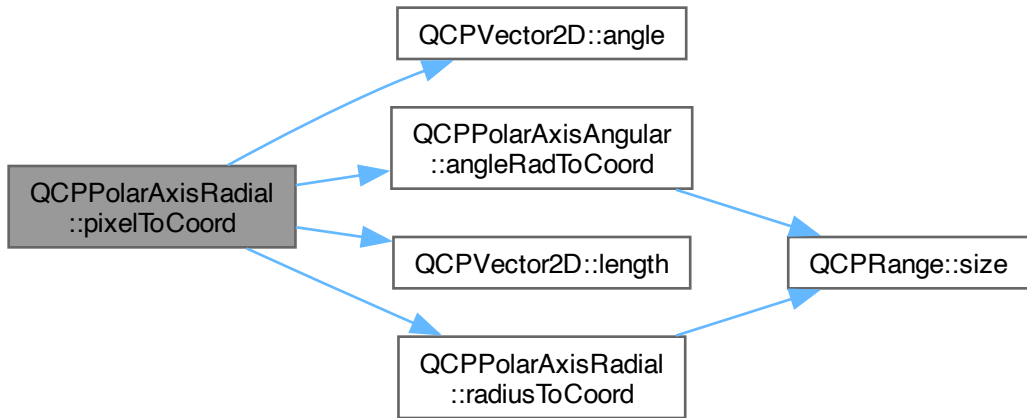 QCPVector2D::angle
QCPPolarAxisAngular
::angleRadToCoord
QCPPolarAxisRadial
::pixelToCoord
QCPVector2D::length
QCPRange::size
QCPPolarAxisRadial
::radiusToCoord